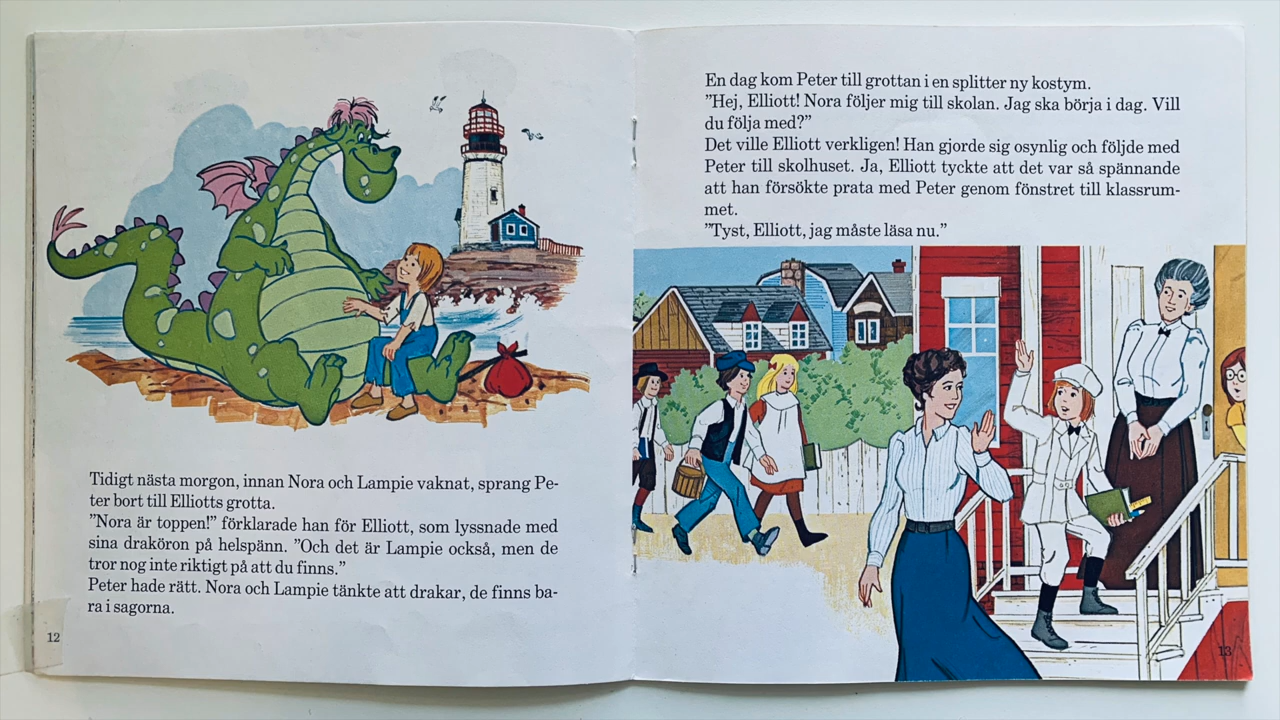 Tidigt nästa morgon, innan Nora och Lampie vaknat, sprang Pe-
ter bort till Elliotts grotta.
”Nora är toppen!” förklarade han för Elliott, som lyssnade med
sina draköron på helspänn. ”Och det är Lampie också, men de
tror nog inte riktigt på att du finns.”
Peter hade rätt. Nora och Lampie tänkte att drakar, de finns ba-
ra i sagorna.
12
En dag kom Peter till grottan i en splitter ny kostym.
”Hej, Elliott! Nora följer mig till skolan. Jag ska börja i dag. Vill
du följa med?”
Det ville Elliott verkligen! Han gjorde sig osynlig och följde med
Peter till skolhuset. Ja, Elliott tyckte att det var så spännande
att han försökte prata med Peter genom fönstret till klassrum-
met.
”Tyst, Elliott, jag måste läsa nu.”
13